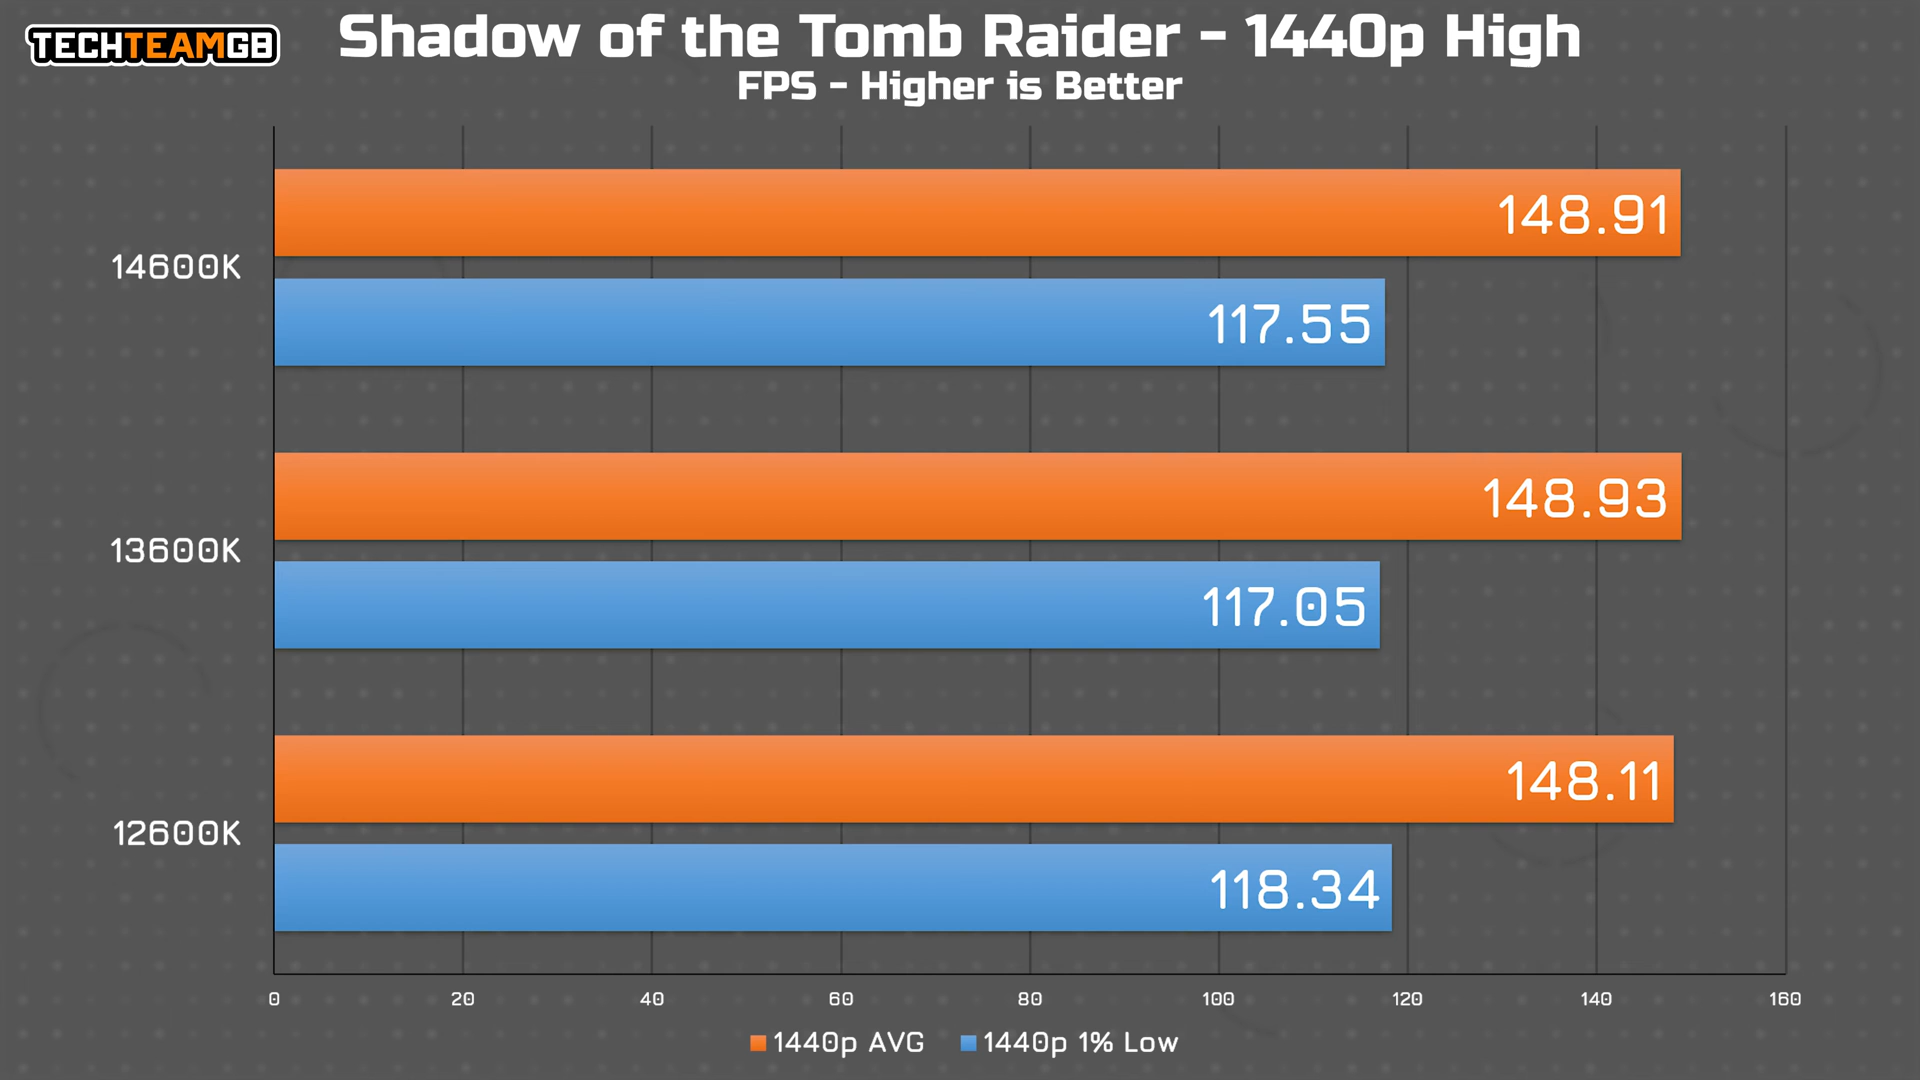 TECHTEAMGB
Shadow of the Tomb Raider - 1440p High
FPS - Higher is Better
148.91
14600K
117.55
148.93
13600K
117.05
148.11
12600K
118.34
0 20 40 60 80 100 120 140 160
1440p AVG 1440p 1% Low